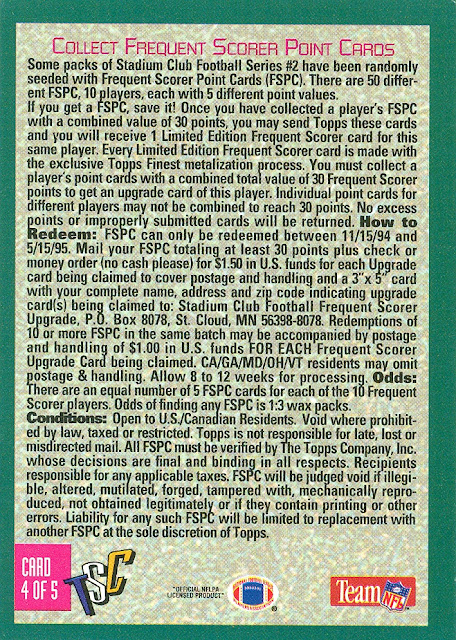 COLLECT FREQUENT SCORER POINT CARDS
Some packs of Stadium Club Football Series #2 have been randomly
seeded with Frequent Scorer Point Cards (FSPC). There are 50 differ-
ent FSPC, 10 players, each with 5 different point values.
If you get a FSPC, save it! Once you have collected a player's FSPC
with a combined value of 30 points, you may send Topps these cards
and you will receive 1 Limited Edition Frequent Scorer card for this
same player. Every Limited Edition Frequent Scorer card is made with
the exclusive Topps Finest metalization process. You must collect a
player's point cards with a combined total value of 30 Frequent Scorer
points to get an upgrade card of this player. Individual point cards for
different players may not be combined to reach 30 points. No excess
points or improperly submitted cards will be returned. How to
Redeem: FSPC can only be redeemed between 11/15/94 and
5/15/95. Mail your FSPC totaling at least 30 points plus check or
money order (no cash please) for $1.50 in U.S. funds for each Upgrade
card being claimed to cover postage and handling and a 3"x 5" card
with your complete name, address and zip code indicating upgrade
card(s) being claimed to: Stadium Club Football Frequent Scorer
Upgrade, P.O. Box 8078, St. Cloud, MN 56398-8078. Redemptions of
10 or more FSPC in the same batch may be accompanied by postage
and handling of $1.00 in U.S. funds FOR EACH Frequent Scorer
Upgrade Card being claimed. CA/GA/MD/OH/VT residents may omit
postage & handling. Allow 8 to 12 weeks for processing. Odds:
There are an equal number of 5 FSPC cards for each of the 10 Frequent
Scorer players. Odds of finding any FSPC is 1:3 wax packs.
Conditions: Open to U.S./Canadian Residents. Void where prohibit-
ed by law, taxed or restricted. Topps is not responsible for late, lost or
misdirected mail. All FSPC must be verified by The Topps Company, Inc.
whose decisions are final and binding in all respects. Recipients
responsible for any applicable taxes. FSPC will be judged void if illegi-
ble, altered, mutilated, forged, tampered with, mechanically repro-
duced, not obtained legitimately or if they contain printing or other
errors. Liability for any such FSPC will be limited to replacement with
another FSPC at the sole discretion of Topps.
CARD
4 OF 5
TSC
"OFFICIAL NFLPA
LICENSED PRODUCT"
®
Team NFL